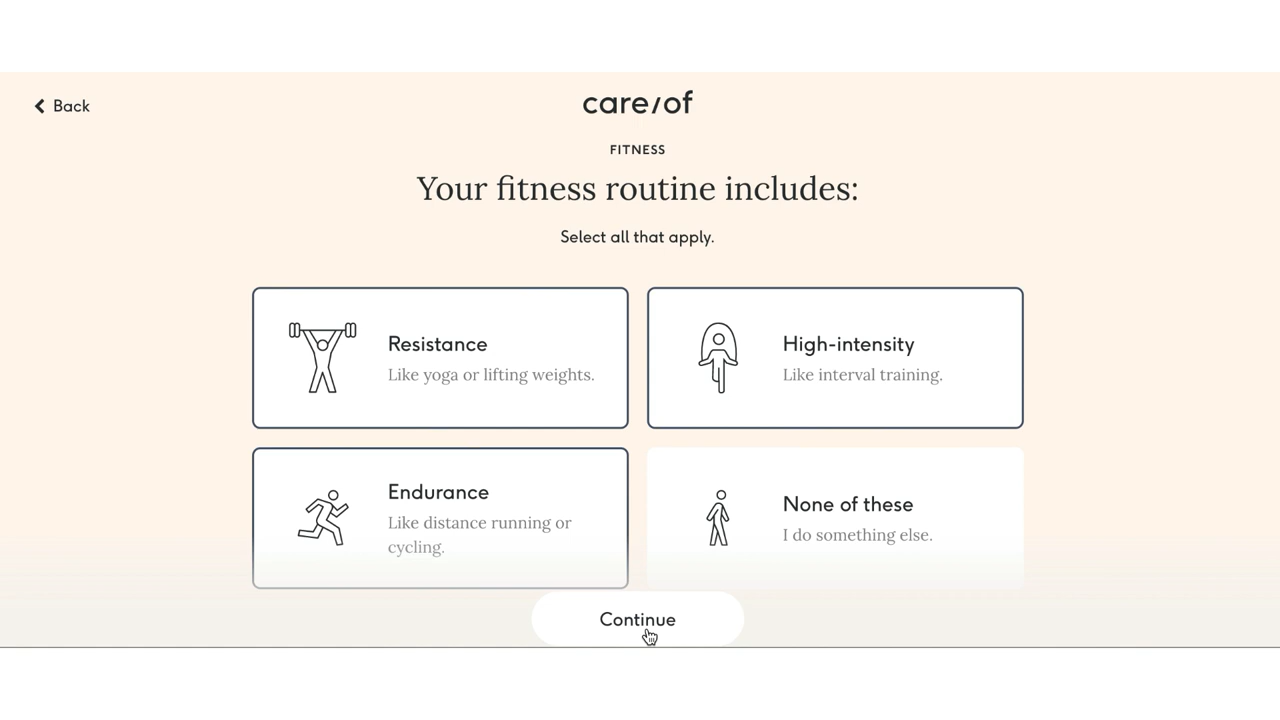 Back
care/of
FITNESS
Your fitness routine includes:
Select all that apply.
Resistance
Like yoga or lifting weights.
High-intensity
Like interval training.
Endurance
Like distance running or
cycling.
None of these
I do something else.
Continue